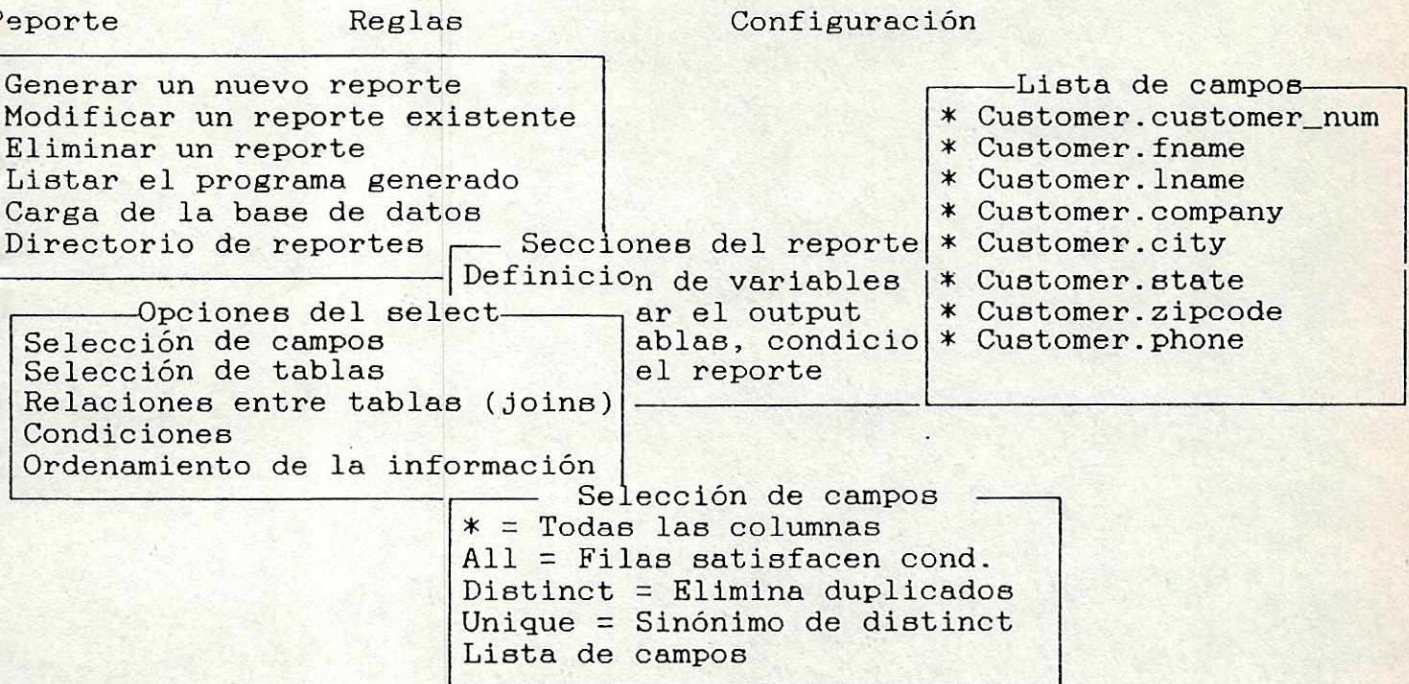 Reporte Reglas Configuración
Generar un nuevo reporte
Modificar un reporte existente
Eliminar un reporte
Listar el programa generado
Carga de la base de datos
Directorio de reportes
Lista de campos
* Customer.customer_num
* Customer.fname
* Customer.lname
* Customer.company
* Customer.city
* Customer.state
* Customer.zipcode
* Customer.phone
Secciones del reporte
Definicion de variables
ar el output
ablas, condicio
el reporte
Opciones del select
Selección de campos
Selección de tablas
Relaciones entre tablas (joins)
Condiciones
Ordenamiento de la información
Selección de campos
* = Todas las columnas
All = Filas satisfacen cond.
Distinct = Elimina duplicados
Unique = Sinónimo de distinct
Lista de campos